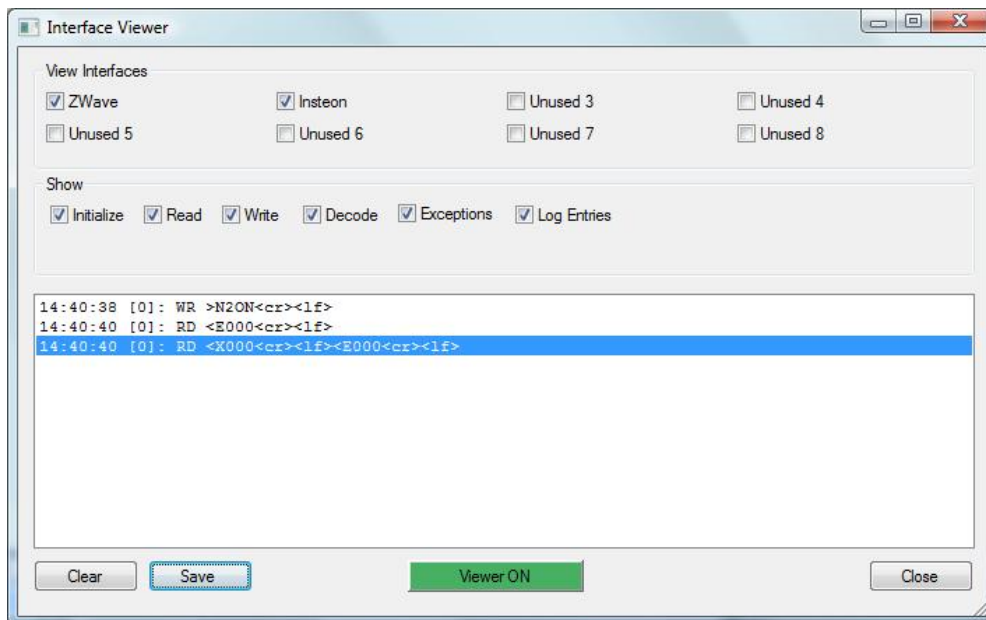 Interface Viewer
View Interfaces
ZWave Insteon Unused 3 Unused 4
Unused 5 Unused 6 Unused 7 Unused 8
Show
Initialize Read Write Decode Exceptions Log Entries
14:40:38 [0]: WR >N2ON<cr><lf>
14:40:40 [0]: RD <E000<cr><lf>
14:40:40 [0]: RD <X000<cr><lf><E000<cr><lf>
Clear Save Viewer ON Close